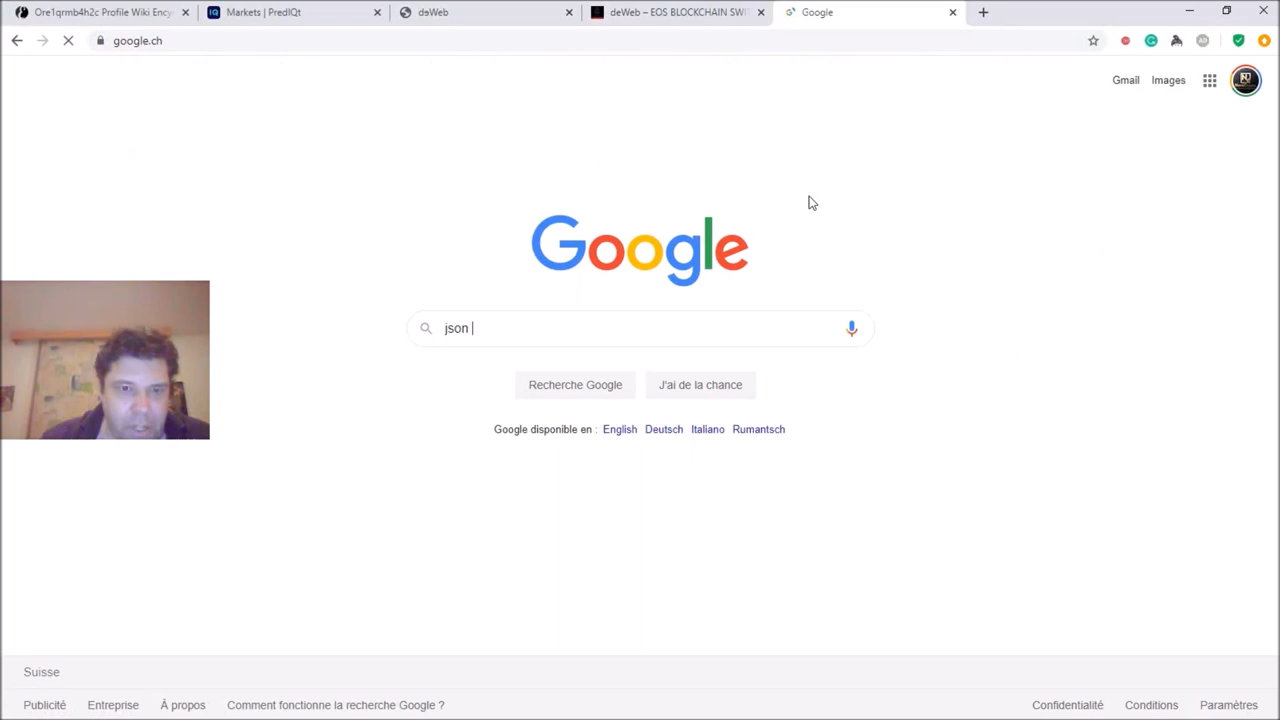 Ore1qrmb4h2c Profile Wiki Ency
Markets | PredIQt
dəWeb
deWeb – EOS BLOCKCHAIN SWI
Google
google.ch
Gmail
Images
Google
json
Recherche Google
J'ai de la chance
Google disponible en : English Deutsch Italiano Rumantsch
Suisse
Publicité
Entreprise
À propos
Comment fonctionne la recherche Google ?
Confidentialité
Conditions
Paramètres